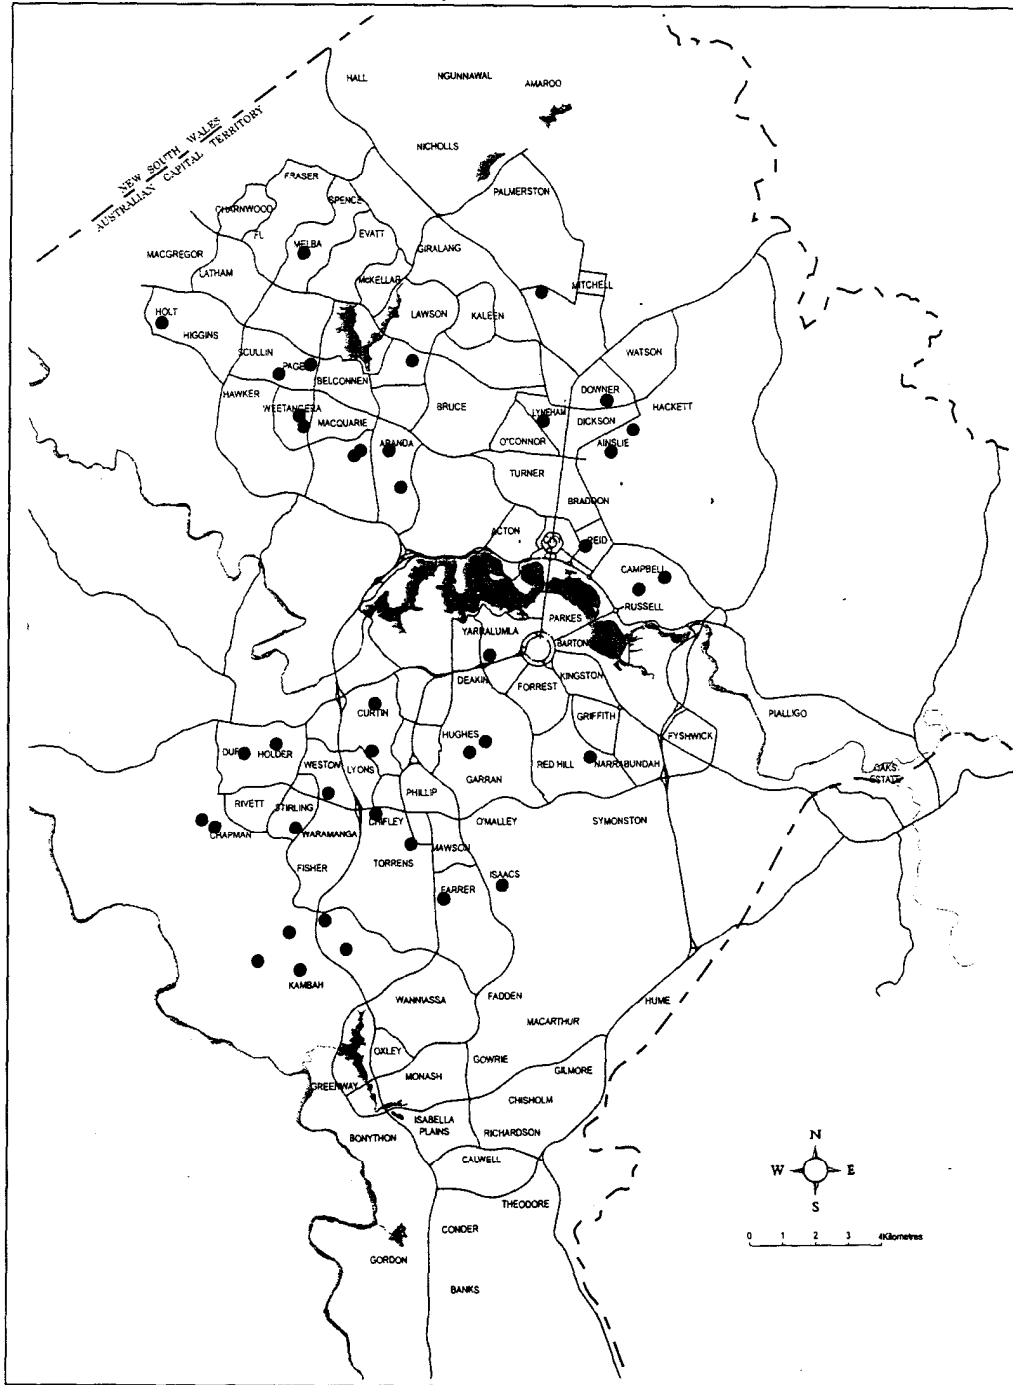 HALL
NGUNNAWAL
AMAROO
NEW SOUTH WALES
AUSTRALIAN CAPITAL TERRITORY
NICHOLLS
FRASER
SPENCE
PALMERSTON
CHARNWOOD
FL
EVATT
MELBA
GIRALANG
MACGREGOR
LATHAM
McKELLAR
MITCHELL
HOLT
LAWSON
KALEEN
HIGGINS
SCULLIN
WATSON
PAGE
BELCONNEN
DOWNER
HAWKER
WEETANGERA
BRUCE
HACKETT
MACQUARIE
LYNEHAM
DICKSON
ARANDA
O'CONNOR
AINSLIE
TURNER
BRADDON
ACTON
REID
CAMPBELL
RUSSELL
PARKES
YARRALUMLA
BARTON
DEAKIN
FORREST
KINGSTON
CURTIN
GRIFFITH
PIALLIGO
HUGHES
FYSHWICK
DUF
HOLDER
WESTON
LYONS
GARRAN
RED HILL
NARRABUNDAH
OAKS
ESTATE
PHILLIP
RIVETT
STIRLING
CHIFLEY
O'MALLEY
SYMONSTON
CHAPMAN
WARAMANGA
MAWSON
FISHER
TORRENS
ISAACS
FARRER
KAMBAH
WANNIASSA
FADDEN
HUME
MACARTHUR
OXLEY
GOWRIE
MONASH
GILMORE
GREENWAY
CHISHOLM
ISABELLA
PLAINS
BONYTHON
RICHARDSON
CALWELL
THEODORE
CONDER
GORDON
BANKS
N
W E
S
0 1 2 3 4Kilometres